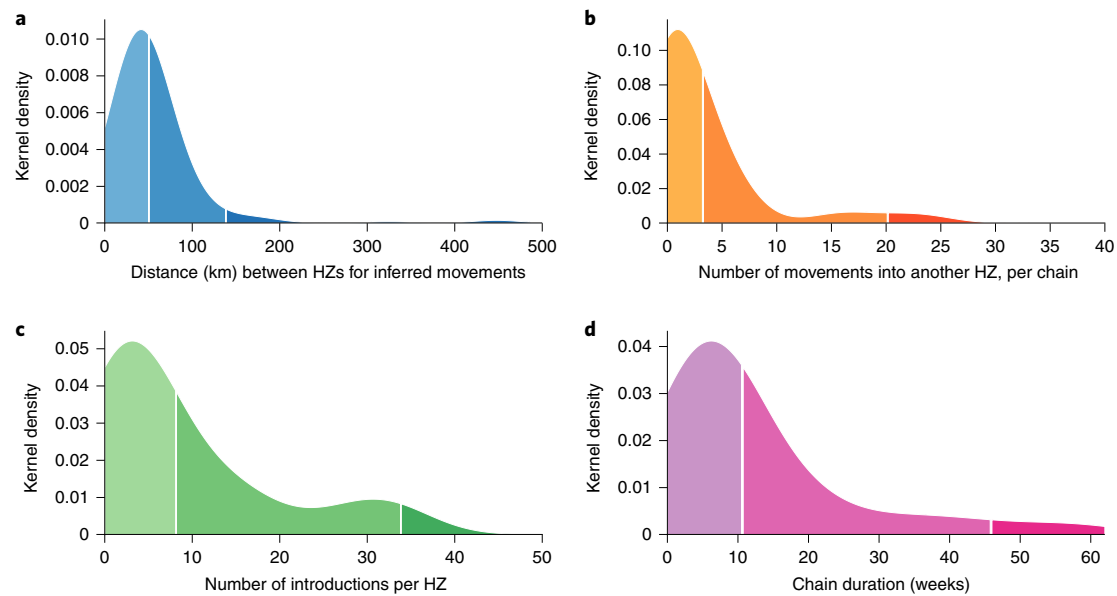 a
Kernel density
0.010
0.008
0.006
0.004
0.002
0
0 100 200 300 400 500
Distance (km) between HZs for inferred movements
b
Kernel density
0.10
0.08
0.06
0.04
0.02
0
0 5 10 15 20 25 30 35 40
Number of movements into another HZ, per chain
c
Kernel density
0.05
0.04
0.03
0.02
0.01
0
0 10 20 30 40 50
Number of introductions per HZ
d
Kernel density
0.04
0.03
0.02
0.01
0
0 10 20 30 40 50 60
Chain duration (weeks)